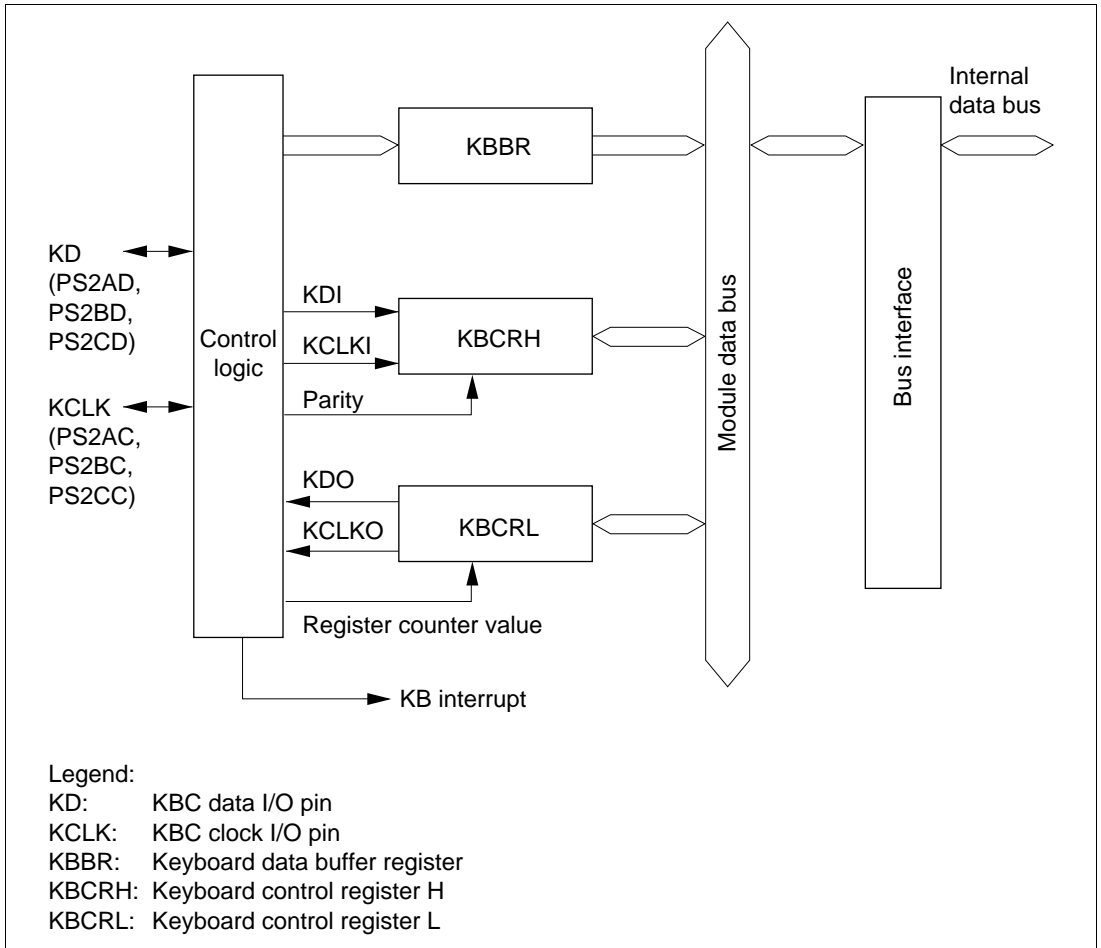 Internal
data bus
KBBR
KD
(PS2AD,
PS2BD,
PS2CD)
KDI
KCLKI
Parity
Control
logic
KBCRH
Module data bus
Bus interface
KCLK
(PS2AC,
PS2BC,
PS2CC)
KDO
KCLKO
KBCRL
Register counter value
KB interrupt
Legend:
KD: KBC data I/O pin
KCLK: KBC clock I/O pin
KBBR: Keyboard data buffer register
KBCRH: Keyboard control register H
KBCRL: Keyboard control register L